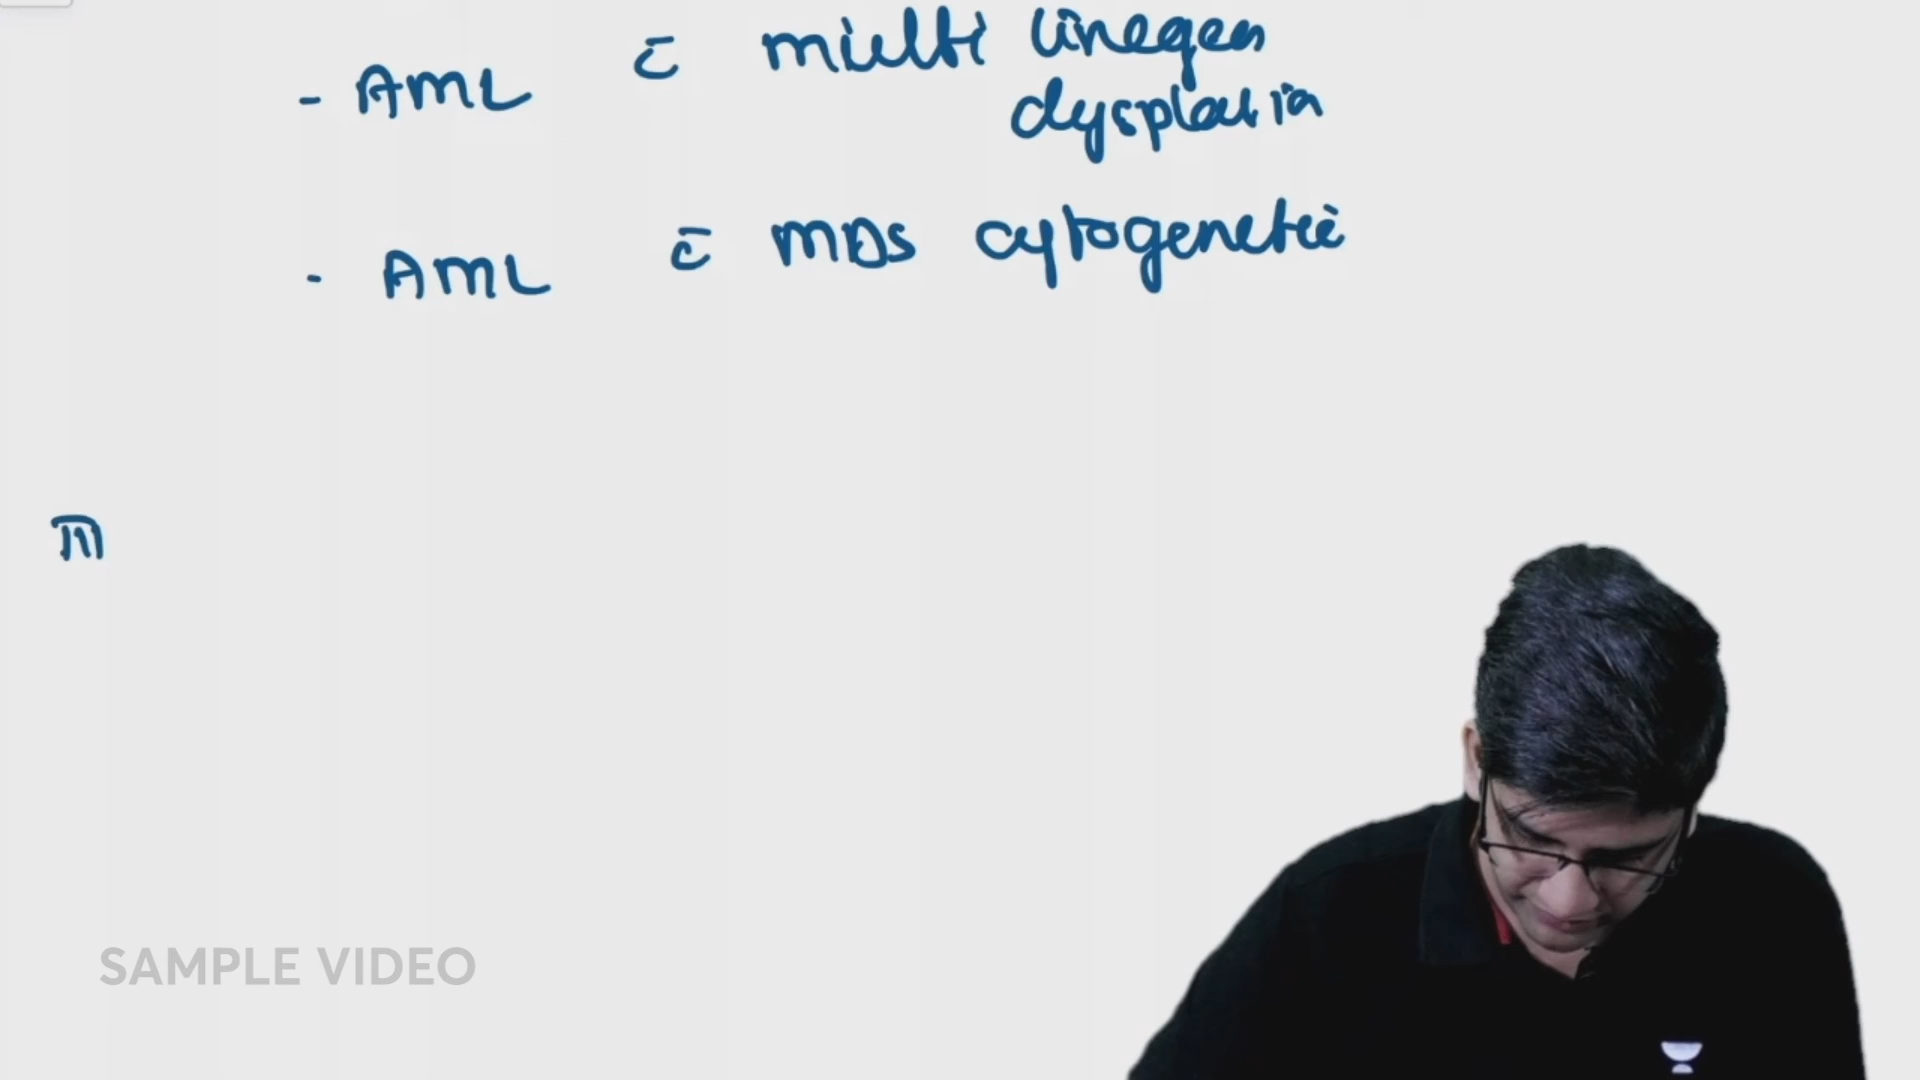 - AML c̄ multi lineage
dysplasia
- AML c̄ MDS cytogenetic
III
SAMPLE VIDEO